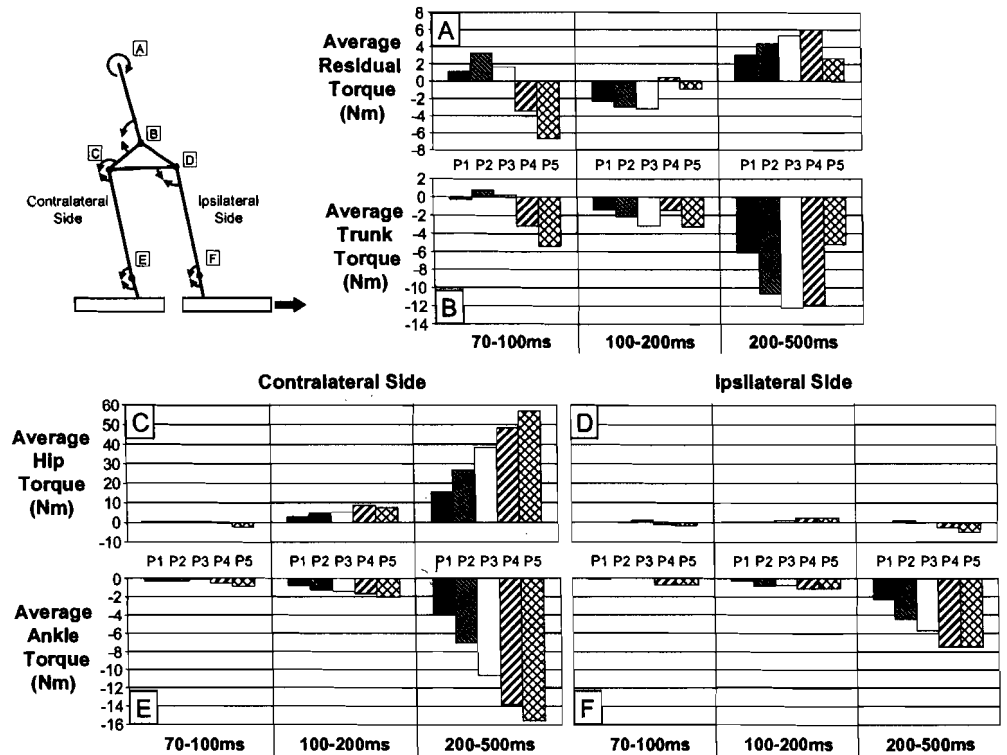 A
B
C
D
Contralateral
Side
Ipsilateral
Side
E
F
Average
Residual
Torque
(Nm)
A
8
6
4
2
0
-2
-4
-6
-8
P1 P2 P3 P4 P5
P1 P2 P3 P4 P5
P1 P2 P3 P4 P5
Average
Trunk
Torque
(Nm)
2
0
-2
-4
-6
-8
-10
-12
-14
B
70-100ms
100-200ms
200-500ms
Contralateral Side
Ipsilateral Side
Average
Hip
Torque
(Nm)
60
50
40
30
20
10
0
-10
C
D
P1 P2 P3 P4 P5
P1 P2 P3 P4 P5
P1 P2 P3 P4 P5
P1 P2 P3 P4 P5
P1 P2 P3 P4 P5
P1 P2 P3 P4 P5
Average
Ankle
Torque
(Nm)
0
-2
-4
-6
-8
-10
-12
-14
-16
E
F
70-100ms
100-200ms
200-500ms
70-100ms
100-200ms
200-500ms